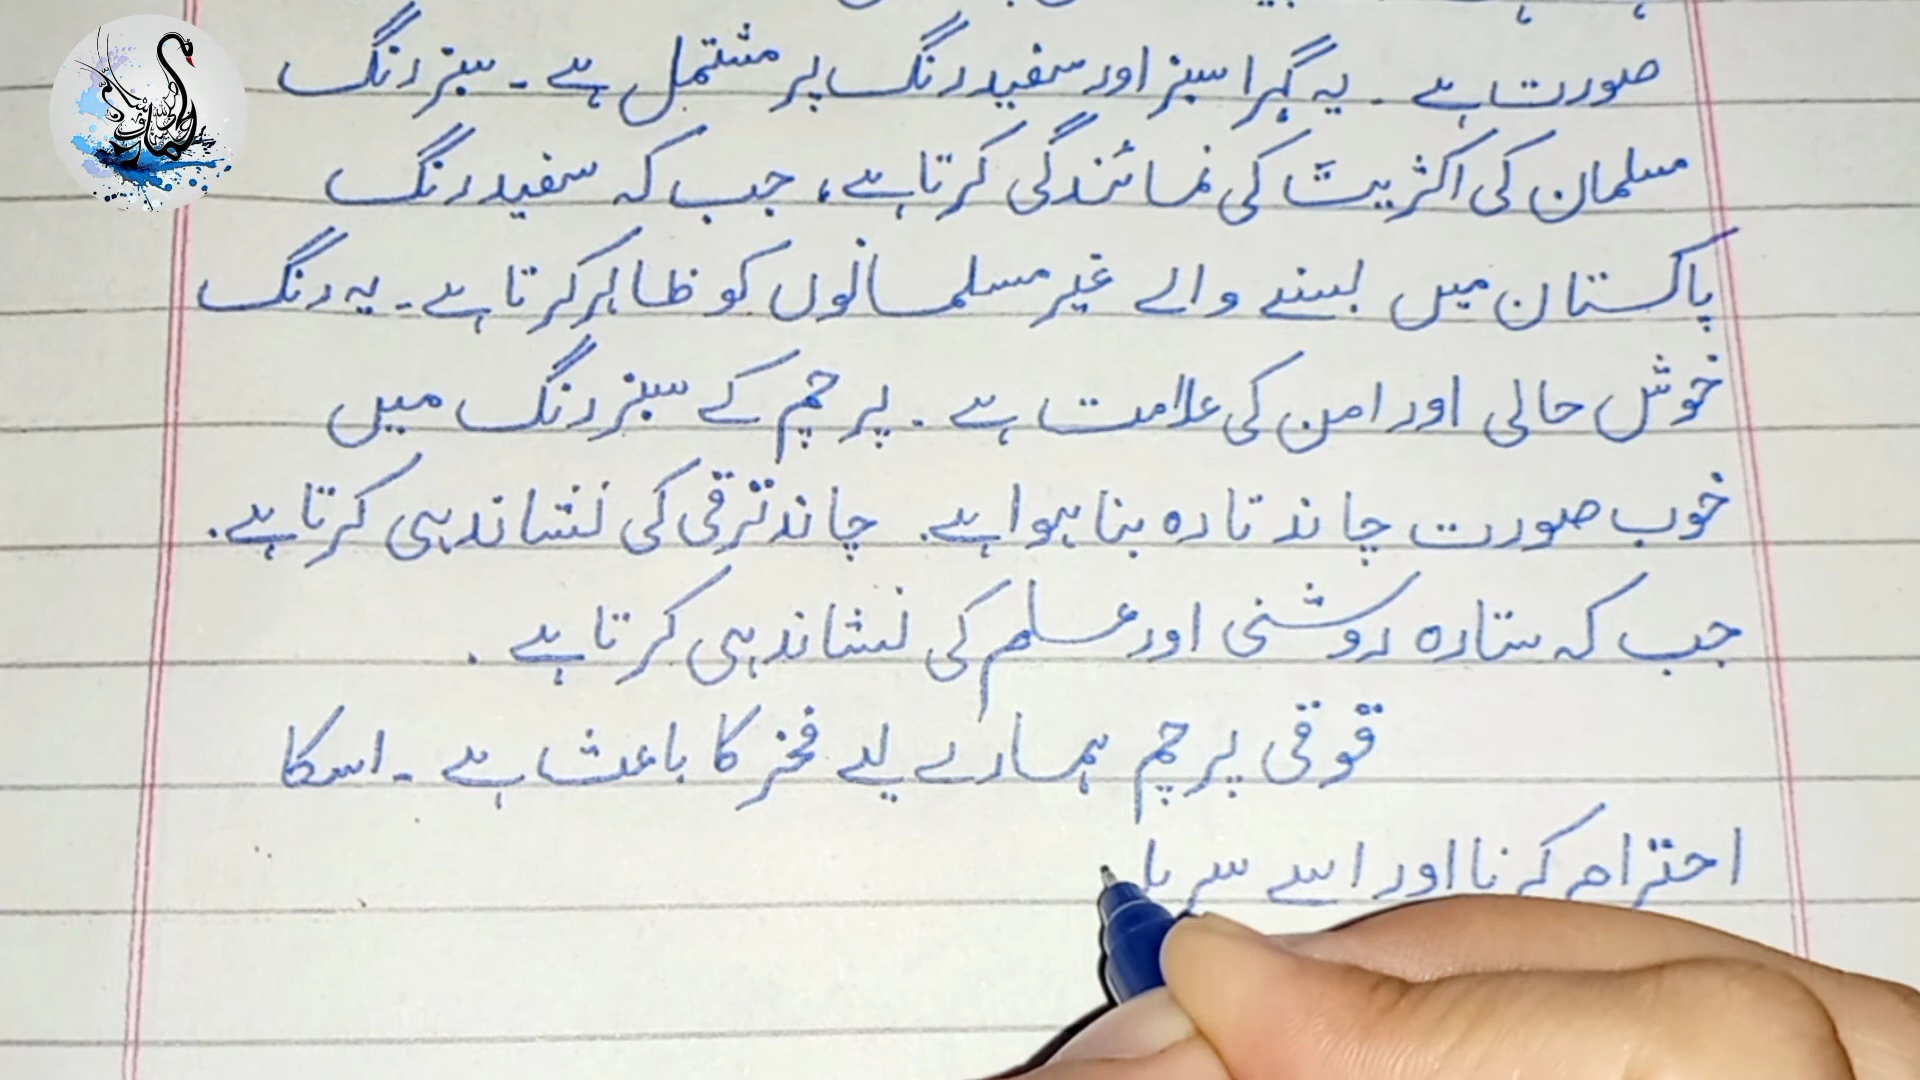 صورت ہے ۔ یہ گہرا سبز اور سفید رنگ پر مشتمل ہے ۔ سبز رنگ
مسلمان کی اکثریت کی نمائندگی کرتا ہے، جب کہ سفید رنگ
پاکستان میں بسنے والے غیر مسلمانوں کو ظاہر کرتا ہے ۔ یہ رنگ
خوش حالی اور امن کی علامت ہے ۔ پرچم کے سبز رنگ میں
خوب صورت چاند تارہ بنا ہوا ہے ۔ چاند ترقی کی نشاندہی کرتا ہے ۔
جب کہ ستارہ روشنی اور علم کی نشاندہی کرتا ہے ۔
قوقی پرچم ہمارے لیے فخر کا باعث ہے ۔ اسکا
احترام کرنا اور اسے سر